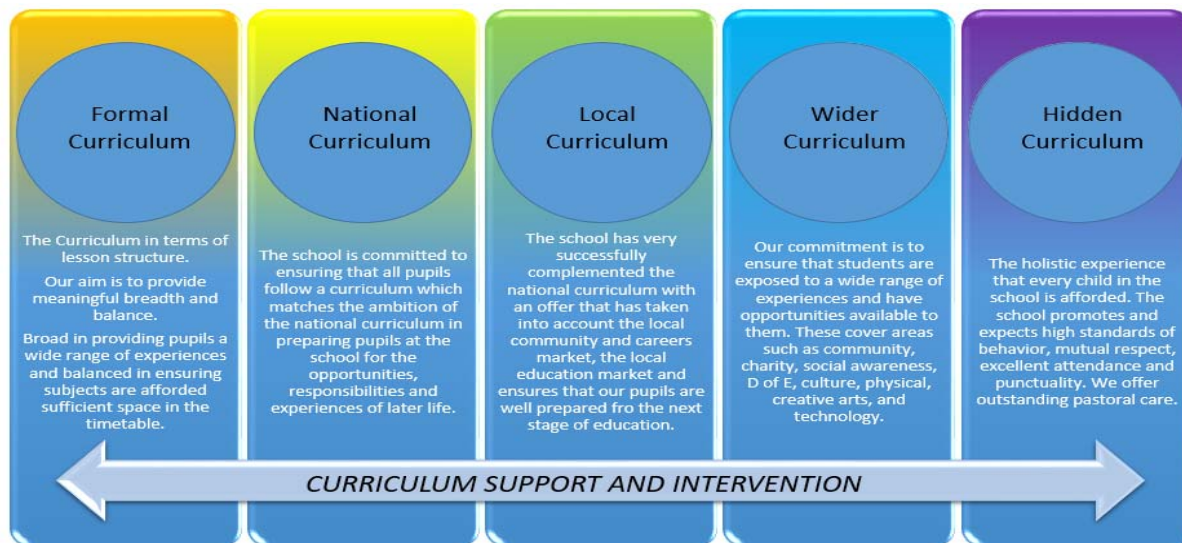 Formal
Curriculum
The Curriculum in terms of
lesson structure.
Our aim is to provide
meaningful breadth and
balance.
Broad in providing pupils a
wide range of experiences
and balanced in ensuring
subjects are afforded
sufficient space in the
timetable.
National
Curriculum
The school is committed to
ensuring that all pupils
follow a curriculum which
matches the ambition of
the national curriculum in
preparing pupils at the
school for the
opportunities,
responsibilities and
experiences of later life.
Local
Curriculum
The school has very
successfully
complemented the
national curriculum with
an offer that has taken
into account the local
community and careers
market, the local
education market and
ensures that our pupils are
well prepared fro the next
stage of education.
Wider
Curriculum
Our commitment is to
ensure that students are
exposed to a wide range of
experiences and have
opportunities available to
them. These cover areas
such as community,
charity, social awareness,
D of E, culture, physical,
creative arts, and
technology.
Hidden
Curriculum
The holistic experience
that every child in the
school is afforded. The
school promotes and
expects high standards of
behavior, mutual respect,
excellent attendance and
punctuality. We offer
outstanding pastoral care.
CURRICULUM SUPPORT AND INTERVENTION